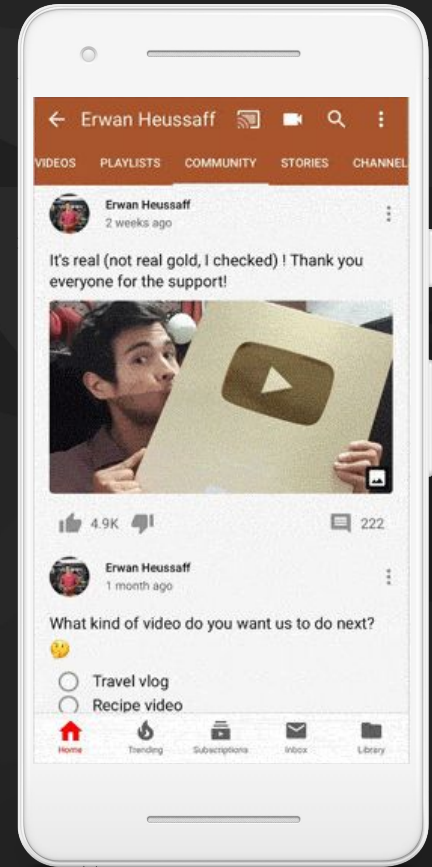 Erwan Heussaff
VIDEOS PLAYLISTS COMMUNITY STORIES CHANNEL
Erwan Heussaff
2 weeks ago
It's real (not real gold, I checked) ! Thank you
everyone for the support!
4.9K 222
Erwan Heussaff
1 month ago
What kind of video do you want us to do next?
🤔
Travel vlog
Recipe video
Home Trending Subscriptions Inbox Library